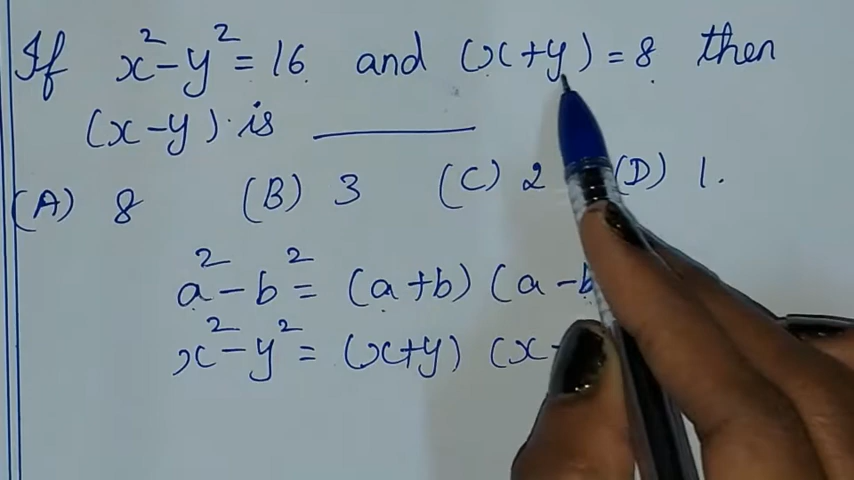 If x² - y² = 16 and (x+y) = 8 then
(x-y) is ______
(A) 8 (B) 3 (C) 2 (D) 1.
a² - b² = (a+b) (a-b
x² - y² = (x+y) (x-